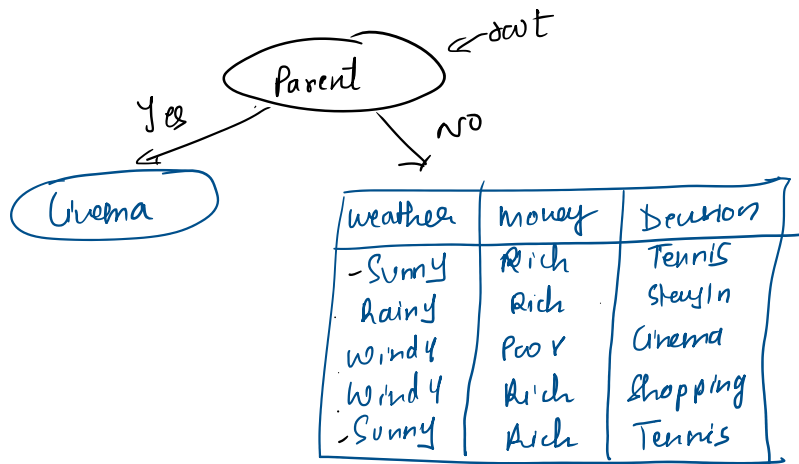 root
Parent
Yes
NO
Cinema
Weather Money Decision
- Sunny Rich Tennis
Rainy Rich StayIn
Windy Poor Cinema
Windy Rich Shopping
- Sunny Rich Tennis